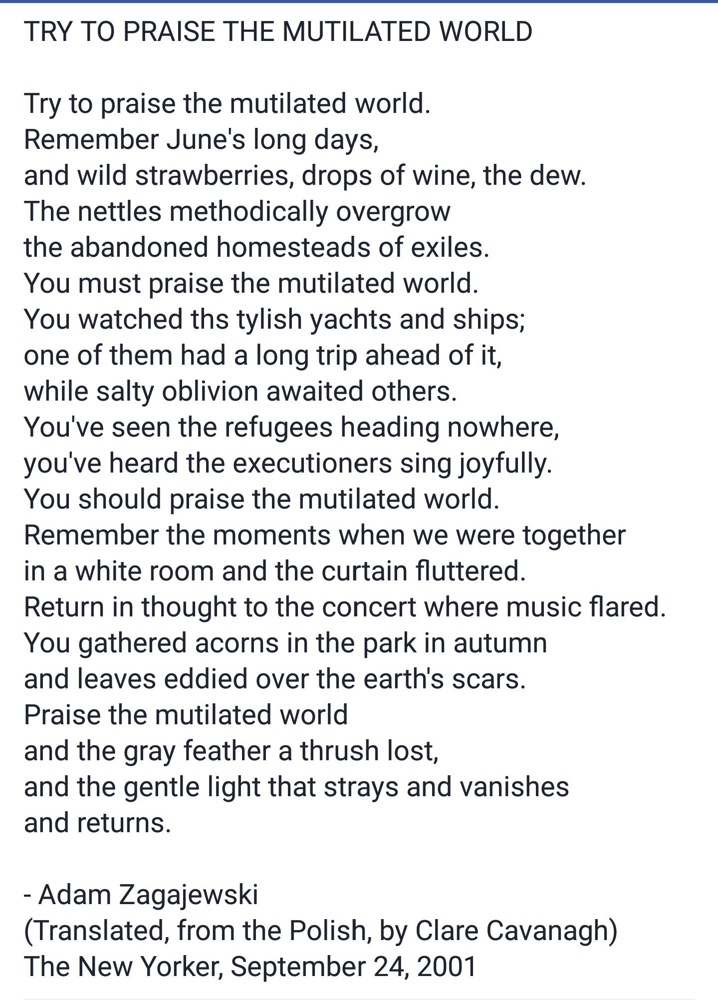 TRY TO PRAISE THE MUTILATED WORLD
Try to praise the mutilated world.
Remember June's long days,
and wild strawberries, drops of wine, the dew.
The nettles methodically overgrow
the abandoned homesteads of exiles.
You must praise the mutilated world.
You watched ths tylish yachts and ships;
one of them had a long trip ahead of it,
while salty oblivion awaited others.
You've seen the refugees heading nowhere,
you've heard the executioners sing joyfully.
You should praise the mutilated world.
Remember the moments when we were together
in a white room and the curtain fluttered.
Return in thought to the concert where music flared.
You gathered acorns in the park in autumn
and leaves eddied over the earth's scars.
Praise the mutilated world
and the gray feather a thrush lost,
and the gentle light that strays and vanishes
and returns.
- Adam Zagajewski
(Translated, from the Polish, by Clare Cavanagh)
The New Yorker, September 24, 2001